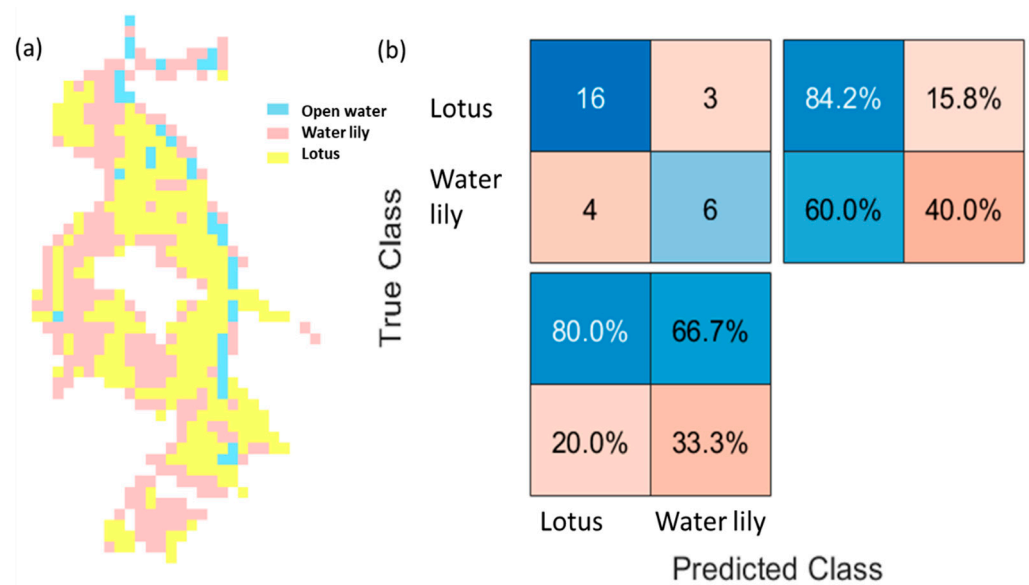 (a)
Open water
Water lily
Lotus
(b)
True Class
Lotus
16 3 84.2% 15.8%
Water
lily
4 6 60.0% 40.0%
80.0% 66.7%
20.0% 33.3%
Lotus Water lily
Predicted Class